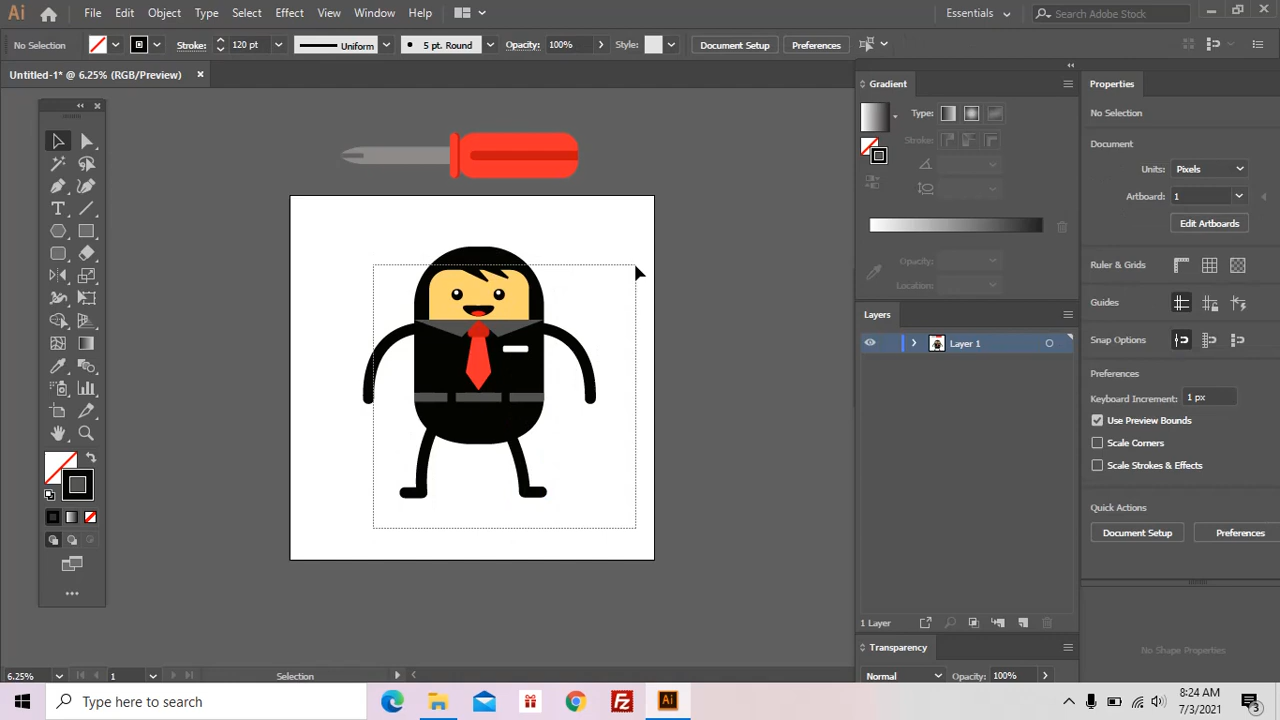 Ai File Edit Object Type Select Effect View Window Help Essentials Search Adobe Stock
No Selection Stroke: 120 pt Uniform 5 pt. Round Opacity: 100% Style: Document Setup Preferences
Untitled-1* @ 6.25% (RGB/Preview)
Gradient
Type:
Stroke:
Opacity:
Location:
Layers
Layer 1
1 Layer
Transparency
Normal Opacity: 100%
Properties
No Selection
Document
Units: Pixels
Artboard: 1
Edit Artboards
Ruler & Grids
Guides
Snap Options
Preferences
Keyboard Increment: 1 px
Use Preview Bounds
Scale Corners
Scale Strokes & Effects
Quick Actions
Document Setup Preferences
No Shape Properties
6.25% 1 Selection
Type here to search
Fz
Ai
8:24 AM
7/3/2021
3